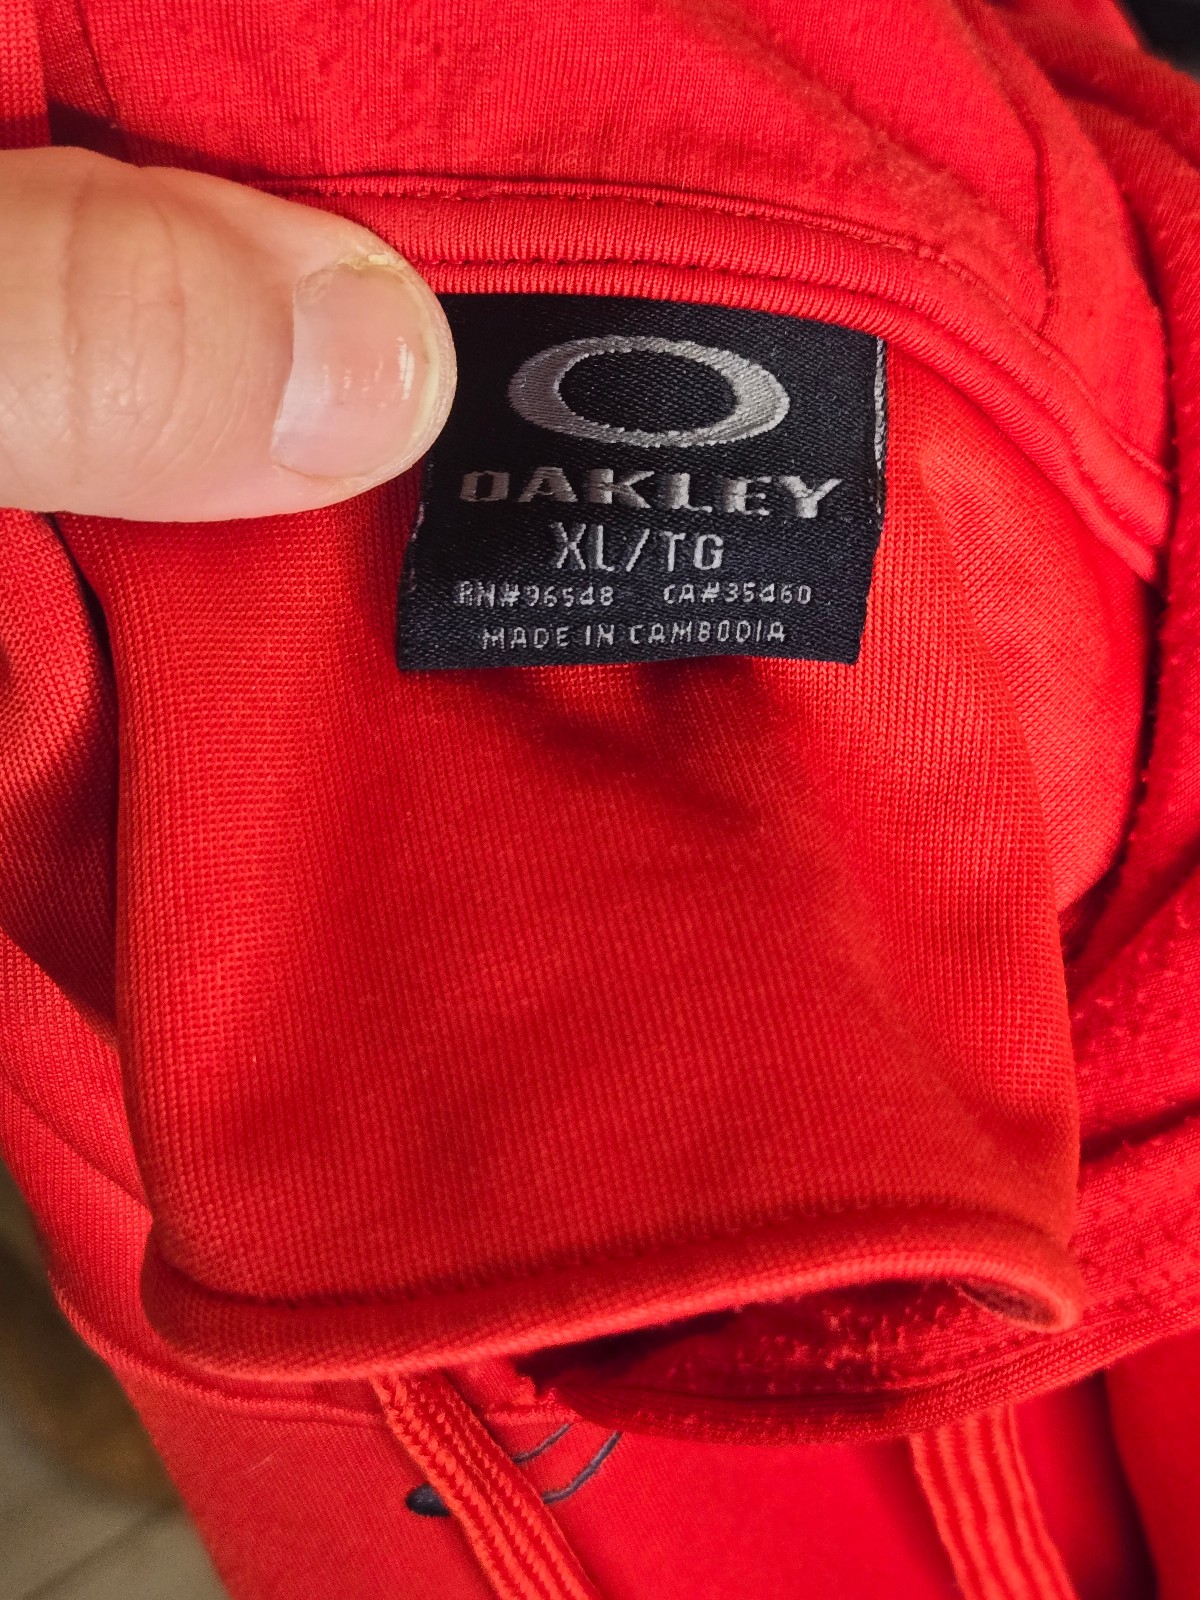 OAKLEY
XL/TG
RN#96548 CA#35460
MADE IN CAMBODIA